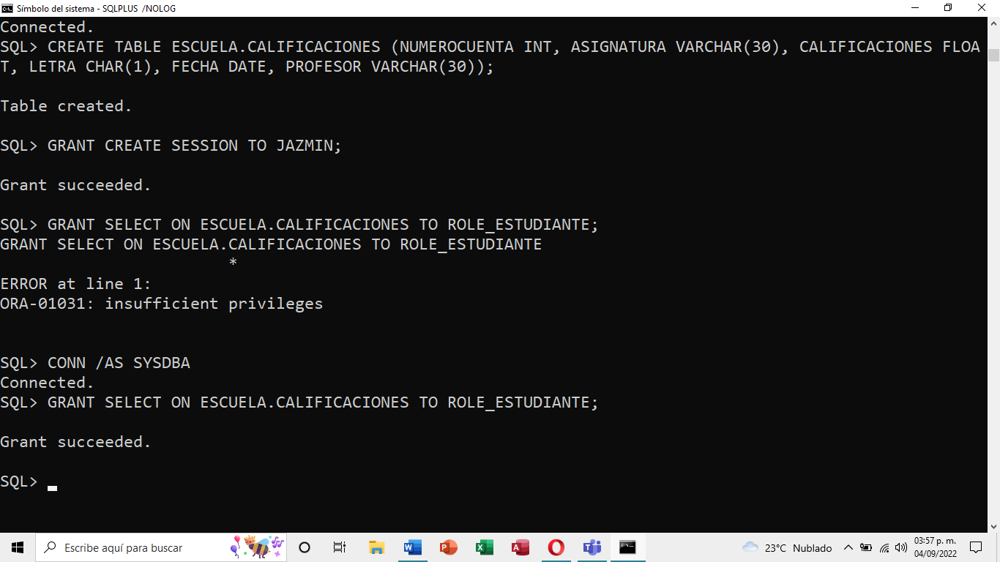 Símbolo del sistema - SQLPLUS /NOLOG
Connected.
SQL> CREATE TABLE ESCUELA.CALIFICACIONES (NUMEROCUENTA INT, ASIGNATURA VARCHAR(30), CALIFICACIONES FLOA
T, LETRA CHAR(1), FECHA DATE, PROFESOR VARCHAR(30));
Table created.
SQL> GRANT CREATE SESSION TO JAZMIN;
Grant succeeded.
SQL> GRANT SELECT ON ESCUELA.CALIFICACIONES TO ROLE_ESTUDIANTE;
GRANT SELECT ON ESCUELA.CALIFICACIONES TO ROLE_ESTUDIANTE
*
ERROR at line 1:
ORA-01031: insufficient privileges
SQL> CONN /AS SYSDBA
Connected.
SQL> GRANT SELECT ON ESCUELA.CALIFICACIONES TO ROLE_ESTUDIANTE;
Grant succeeded.
SQL>
Escribe aquí para buscar
23°C Nublado
03:57 p. m.
04/09/2022